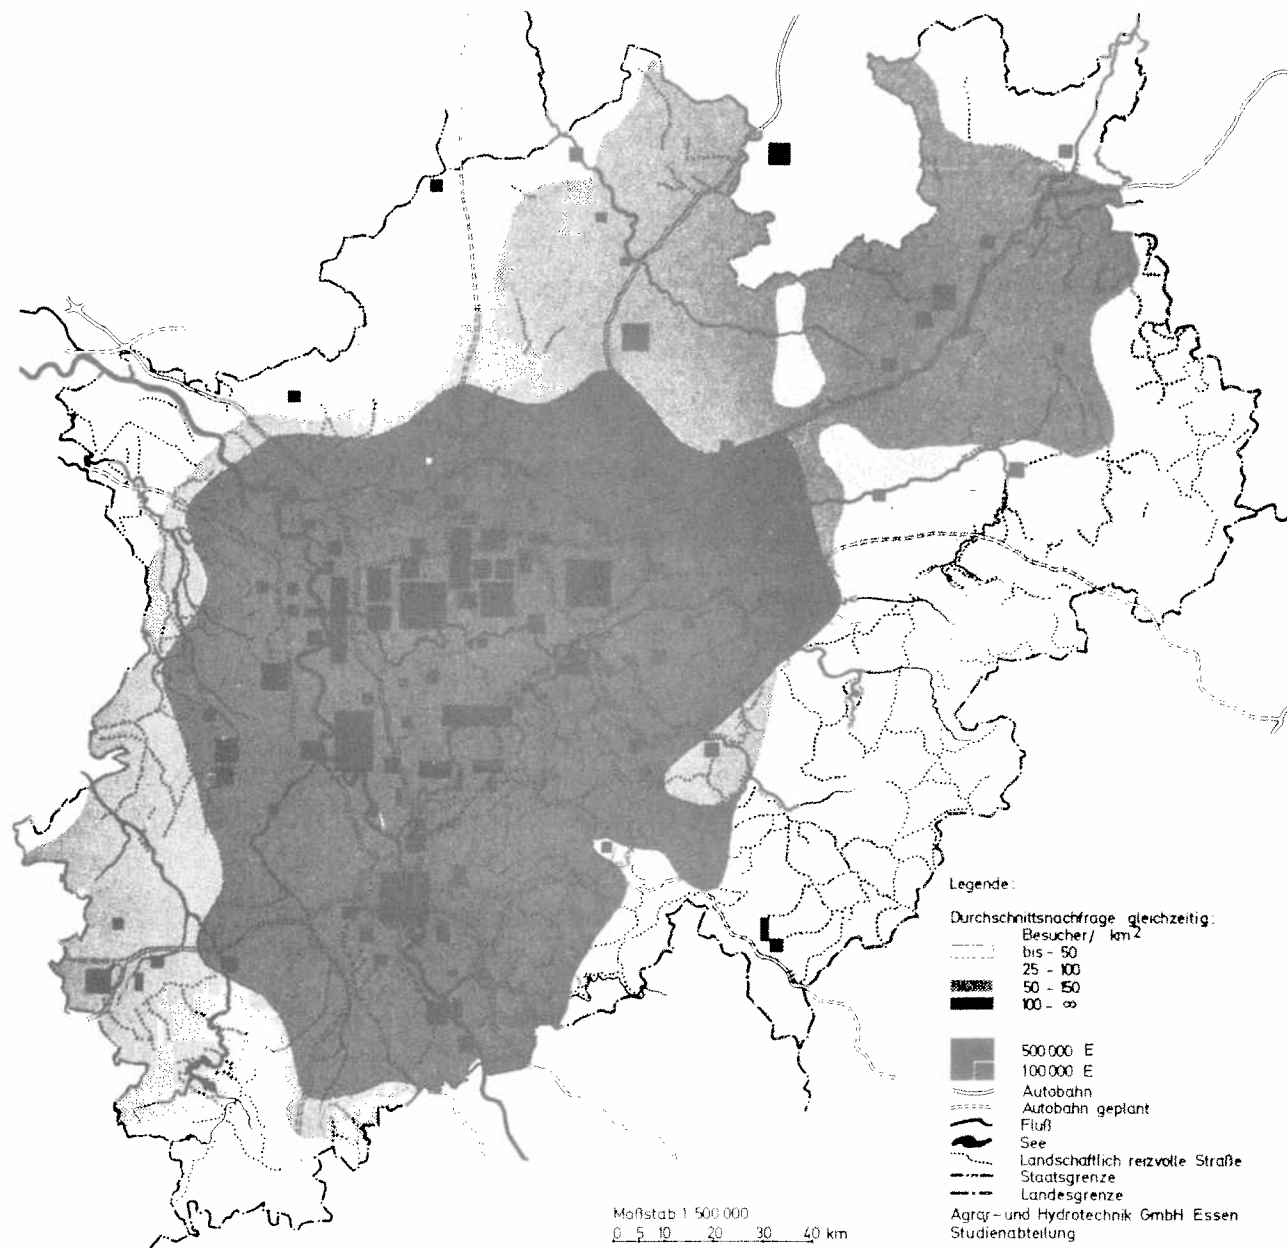 Legende:
Durchschnittsnachfrage gleichzeitig:
Besucher/ km²
bis - 50
25 - 100
50 - 150
100 - ∞
500 000 E
100 000 E
Autobahn
Autobahn geplant
Fluß
See
Landschaftlich reizvolle Straße
Staatsgrenze
Landesgrenze
Agrar- und Hydrotechnik GmbH Essen
Studienabteilung
Maßstab 1 : 500 000
0 5 10 20 30 40 km